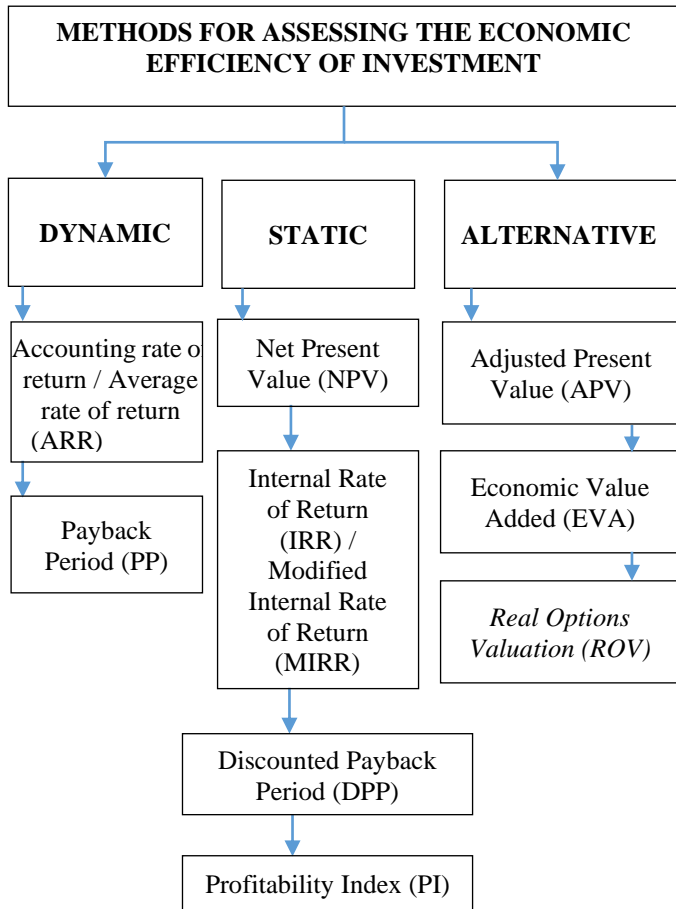 METHODS FOR ASSESSING THE ECONOMIC
EFFICIENCY OF INVESTMENT
DYNAMIC
STATIC
ALTERNATIVE
Accounting rate o
return / Average
rate of return
(ARR)
Payback
Period (PP)
Net Present
Value (NPV)
Internal Rate
of Return
(IRR) /
Modified
Internal Rate
of Return
(MIRR)
Discounted Payback
Period (DPP)
Profitability Index (PI)
Adjusted Present
Value (APV)
Economic Value
Added (EVA)
Real Options
Valuation (ROV)